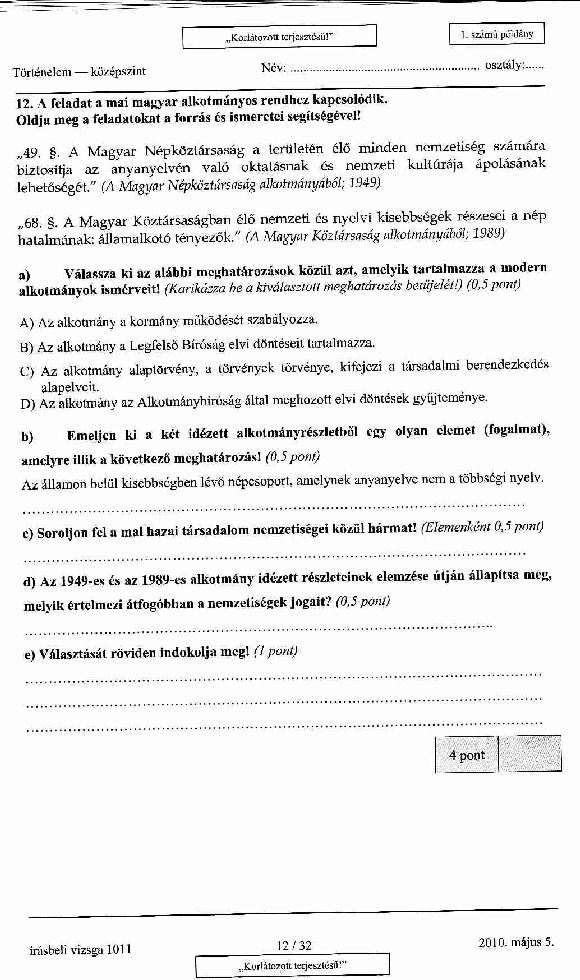 „Korlátozott terjesztésű!"
1. számú példány
Történelem — középszint
Név: ............................................................ osztály:......
12. A feladat a mai magyar alkotmányos rendhez kapcsolódik.
Oldja meg a feladatokat a forrás és ismeretei segítségével!
„49. §. A Magyar Népköztársaság a területén élő minden nemzetiség számára
biztosítja az anyanyelvén való oktatásnak és nemzeti kultúrája ápolásának
lehetőségét." (A Magyar Népköztársaság alkotmányából; 1949)
„68. §. A Magyar Köztársaságban élő nemzeti és nyelvi kisebbségek részesei a nép
hatalmának: államalkotó tényezők." (A Magyar Köztársaság alkotmányából; 1989)
a) Válassza ki az alábbi meghatározások közül azt, amelyik tartalmazza a modern
alkotmányok ismérveit! (Karikázza be a kiválasztott meghatározás betűjelét!) (0,5 pont)
A) Az alkotmány a kormány működését szabályozza.
B) Az alkotmány a Legfelső Bíróság elvi döntéseit tartalmazza.
C) Az alkotmány alaptörvény, a törvények törvénye, kifejezi a társadalmi berendezkedés
alapelveit.
D) Az alkotmány az Alkotmánybíróság által meghozott elvi döntések gyűjteménye.
b) Emeljen ki a két idézett alkotmányrészletből egy olyan elemet (fogalmat),
amelyre illik a következő meghatározás! (0,5 pont)
Az államon belül kisebbségben lévő népcsoport, amelynek anyanyelve nem a többségi nyelv.
c) Soroljon fel a mai hazai társadalom nemzetiségei közül hármat! (Elemenként 0,5 pont)
d) Az 1949-es és az 1989-es alkotmány idézett részleteinek elemzése útján állapítsa meg,
melyik értelmezi átfogóbban a nemzetiségek jogait? (0,5 pont)
e) Választását röviden indokolja meg! (1 pont)
4 pont
írásbeli vizsga 1011
12 / 32
2010. május 5.
„Korlátozott terjesztésű!"